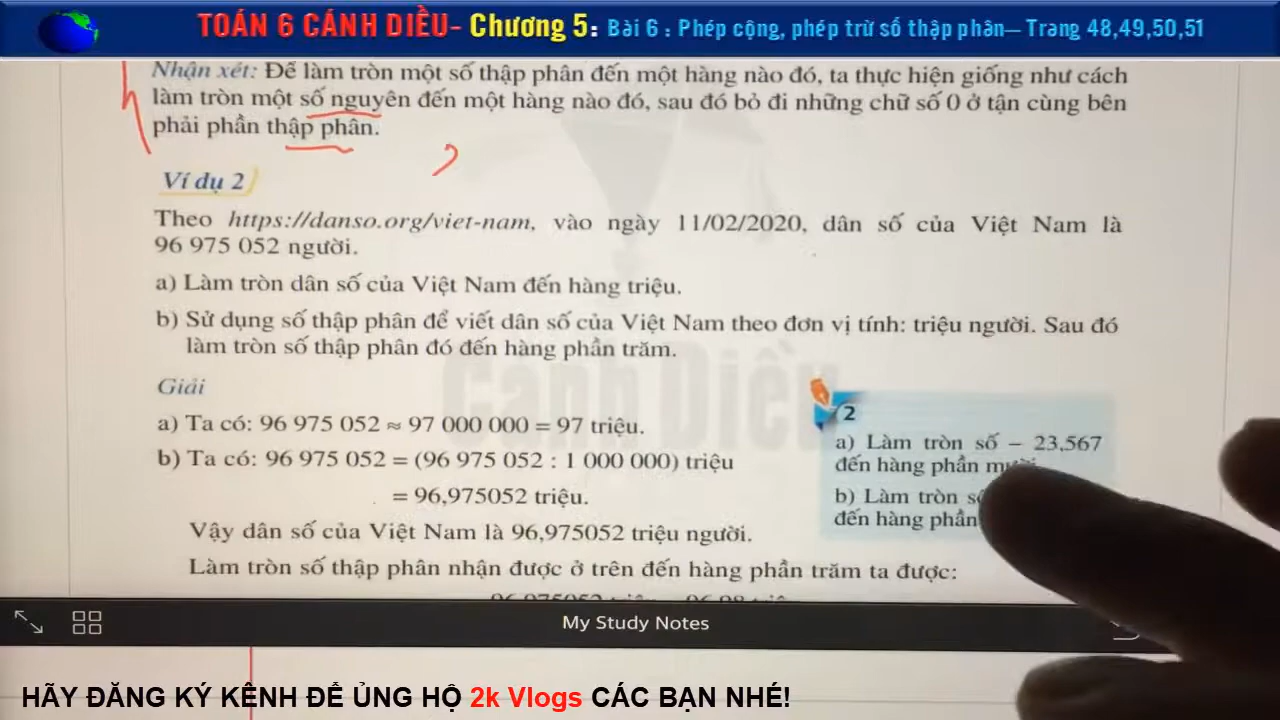 TOÁN 6 CÁNH DIỀU- Chương 5: Bài 6 : Phép cộng, phép trừ số thập phân– Trang 48,49,50,51
Nhận xét: Để làm tròn một số thập phân đến một hàng nào đó, ta thực hiện giống như cách
làm tròn một số nguyên đến một hàng nào đó, sau đó bỏ đi những chữ số 0 ở tận cùng bên
phải phần thập phân.
Ví dụ 2
Theo https://danso.org/viet-nam, vào ngày 11/02/2020, dân số của Việt Nam là
96 975 052 người.
a) Làm tròn dân số của Việt Nam đến hàng triệu.
b) Sử dụng số thập phân để viết dân số của Việt Nam theo đơn vị tính: triệu người. Sau đó
làm tròn số thập phân đó đến hàng phần trăm.
Cánh Diều
Giải
a) Ta có: 96 975 052 ≈ 97 000 000 = 97 triệu.
b) Ta có: 96 975 052 = (96 975 052 : 1 000 000) triệu
= 96,975052 triệu.
Vậy dân số của Việt Nam là 96,975052 triệu người.
Làm tròn số thập phân nhận được ở trên đến hàng phần trăm ta được:
2
a) Làm tròn số – 23,567
đến hàng phần mười.
b) Làm tròn
đến hàng phần
My Study Notes
HÃY ĐĂNG KÝ KÊNH ĐỂ ỦNG HỘ 2k Vlogs CÁC BẠN NHÉ!